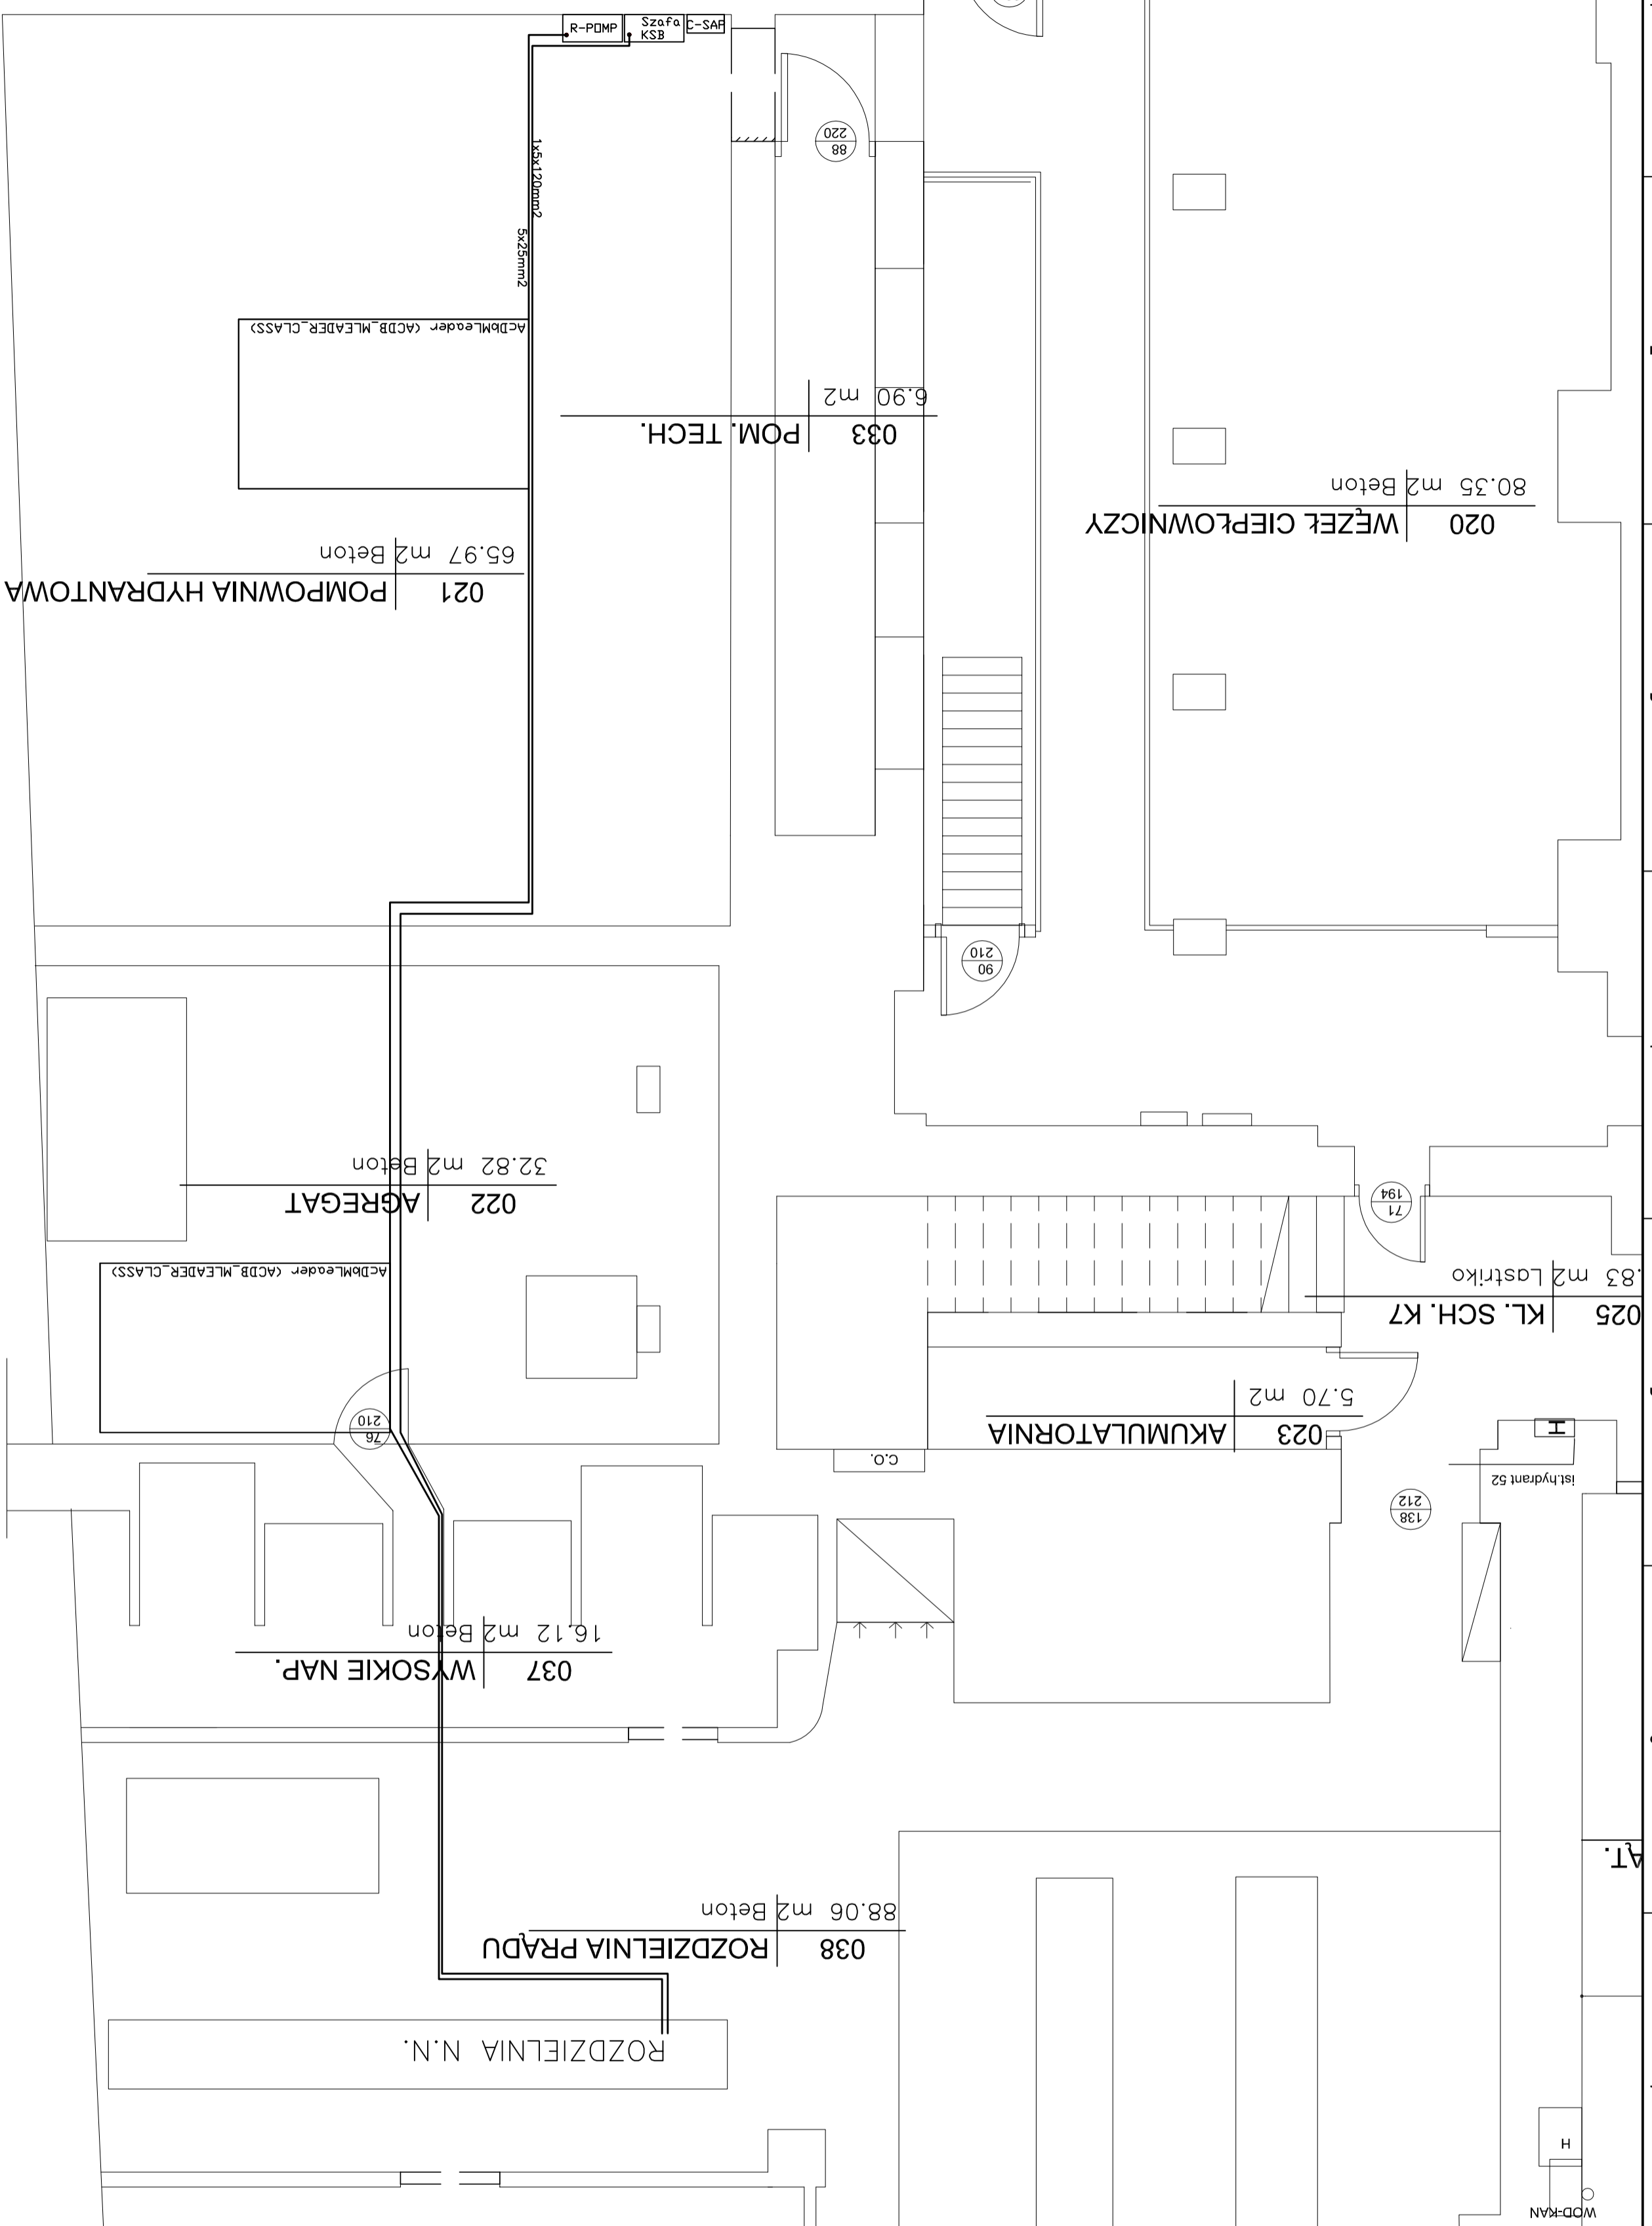 R-POMP
Szafa
KSB
C-SAP
88
220
1x5x120mm2
5x25mm2
AcDbMLeader (ACDB_MLEADER_CLASS)
033 POM. TECH.
6.90 m2
020 WĘZEŁ CIEPŁOWNICZY
80.35 m2 Beton
021 POMPOWNIA HYDRANTOWA
65.97 m2 Beton
90
210
022 AGREGAT
32.82 m2 Beton
71
194
AcDbMLeader (ACDB_MLEADER_CLASS)
025 KL. SCH. K7
.83 m2 Lastriko
023 AKUMULATORNIA
5.70 m2
76
210
C.O.
H
ist.hydrant 52
138
212
037 WYSOKIE NAP.
16.12 m2 Beton
ĄT.
038 ROZDZIELNIA PRĄDU
88.06 m2 Beton
ROZDZIELNIA N.N.
H
WOD-KAN